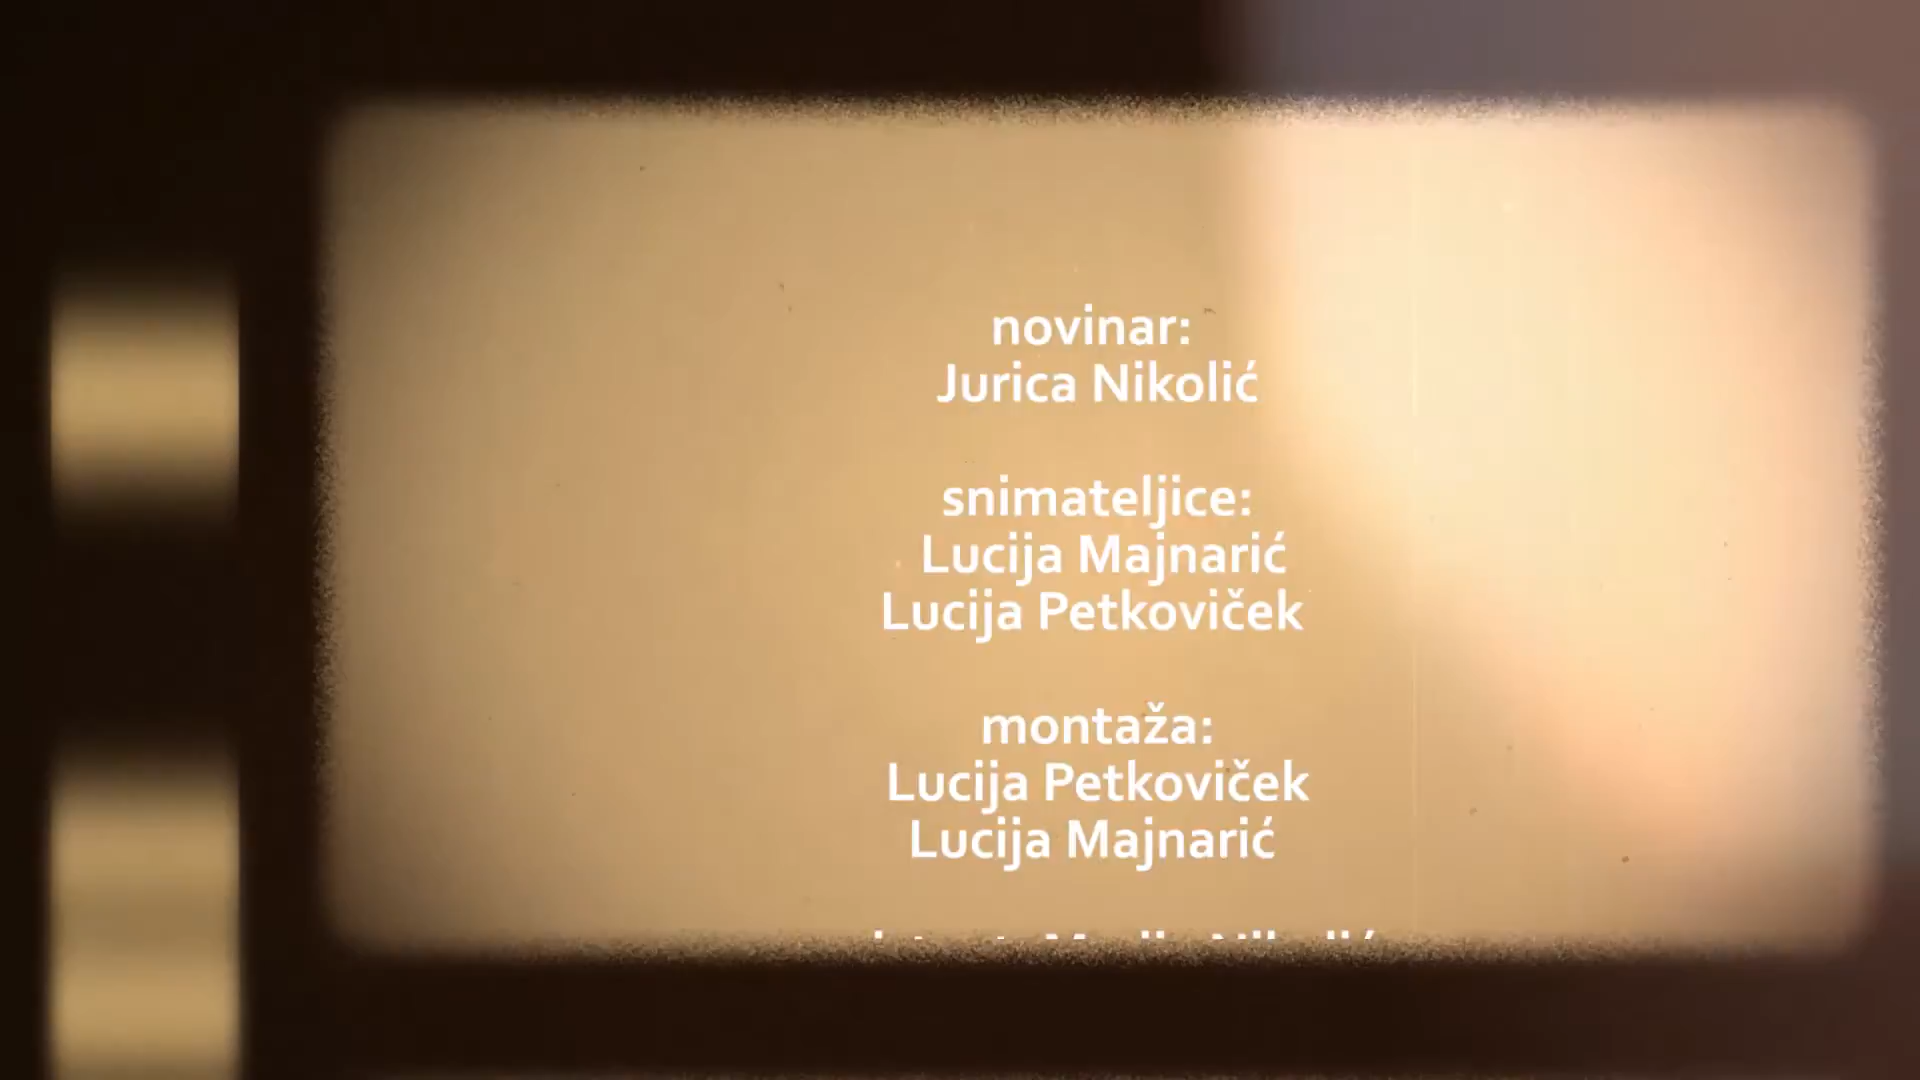 novinar:
Jurica Nikolić
snimateljice:
Lucija Majnarić
Lucija Petkoviček
montaža:
Lucija Petkoviček
Lucija Majnarić